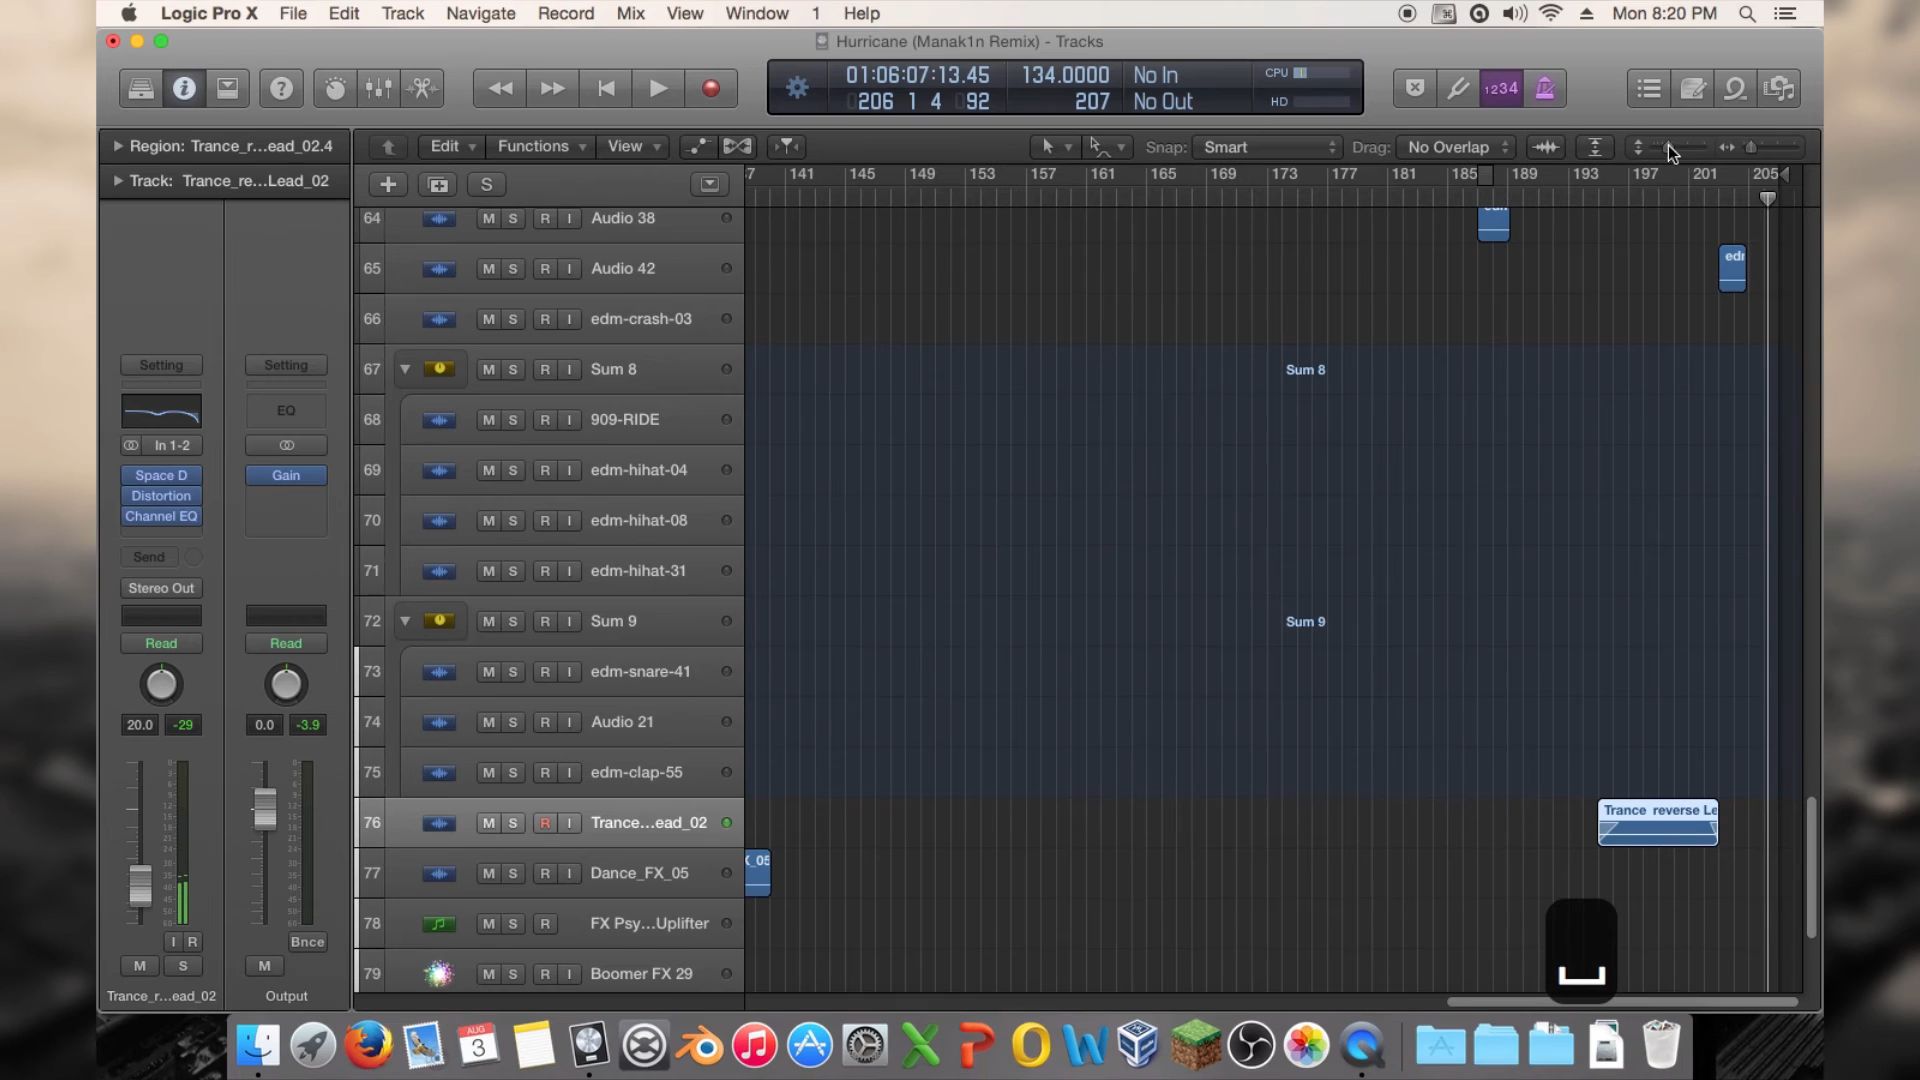 Logic Pro X File Edit Track Navigate Record Mix View Window 1 Help Mon 8:20 PM
Hurricane (Manak1n Remix) - Tracks
01:06:07:13.45 134.0000 No In CPU
206 1 4 092 207 No Out HD
1234
Region: Trance_r...ead_02.4
Edit Functions View Snap: Smart Drag: No Overlap
Track: Trance_re...Lead_02
S
141 145 149 153 157 161 165 169 173 177 181 185 189 193 197 201 205
64 M S R I Audio 38
65 M S R I Audio 42
66 M S R I edm-crash-03
67 M S R I Sum 8 Sum 8
68 M S R I 909-RIDE
69 M S R I edm-hihat-04
70 M S R I edm-hihat-08
71 M S R I edm-hihat-31
72 M S R I Sum 9 Sum 9
73 M S R I edm-snare-41
74 M S R I Audio 21
75 M S R I edm-clap-55
76 M S R I Trance...ead_02 Trance_reverse Le
77 M S R I Dance_FX_05
78 M S R FX Psy...Uplifter
79 M S R I Boomer FX 29
Setting Setting
EQ
In 1-2
Space D Gain
Distortion
Channel EQ
Send
Stereo Out
Read Read
20.0 -29 0.0 -3.9
I R Bnce
M S M
Trance_r...ead_02 Output
AUG
3